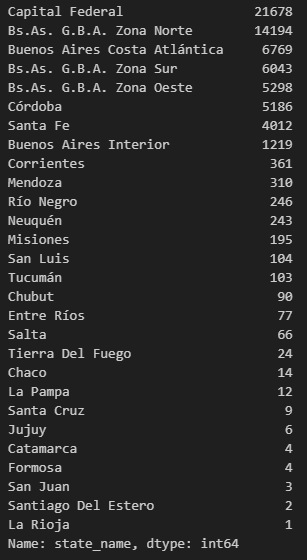 Capital Federal 21678
Bs.As. G.B.A. Zona Norte 14194
Buenos Aires Costa Atlántica 6769
Bs.As. G.B.A. Zona Sur 6043
Bs.As. G.B.A. Zona Oeste 5298
Córdoba 5186
Santa Fe 4012
Buenos Aires Interior 1219
Corrientes 361
Mendoza 310
Río Negro 246
Neuquén 243
Misiones 195
San Luis 104
Tucumán 103
Chubut 90
Entre Ríos 77
Salta 66
Tierra Del Fuego 24
Chaco 14
La Pampa 12
Santa Cruz 9
Jujuy 6
Catamarca 4
Formosa 4
San Juan 3
Santiago Del Estero 2
La Rioja 1
Name: state_name, dtype: int64